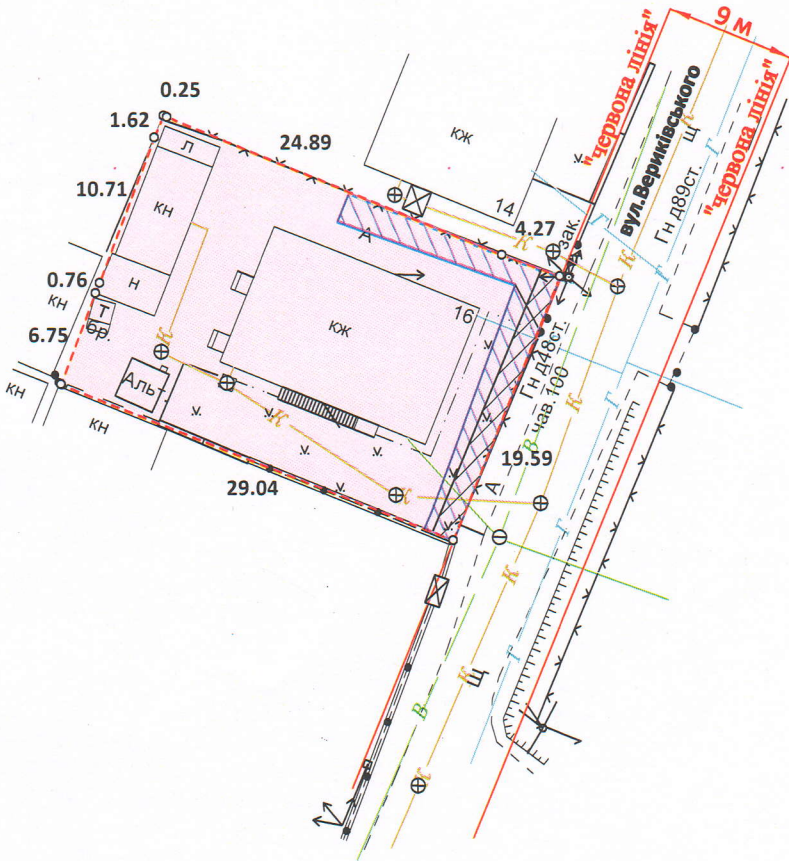 9 м
"червона лінія"
"червона лінія"
вул.Вериківського
Щ
К
Г
Гн д89ст.
0.25
1.62
24.89
кж
14
4.27
зак.
Л
10.71
кн
А
Н
0.76
кн
Т
бр.
6.75
К
16
кж
Аль
кн
кн
К
Гн д48ст.
чав.100
В
К
Г
19.59
А
29.04
К
К
К
Г
Г
Щ
К
В
К